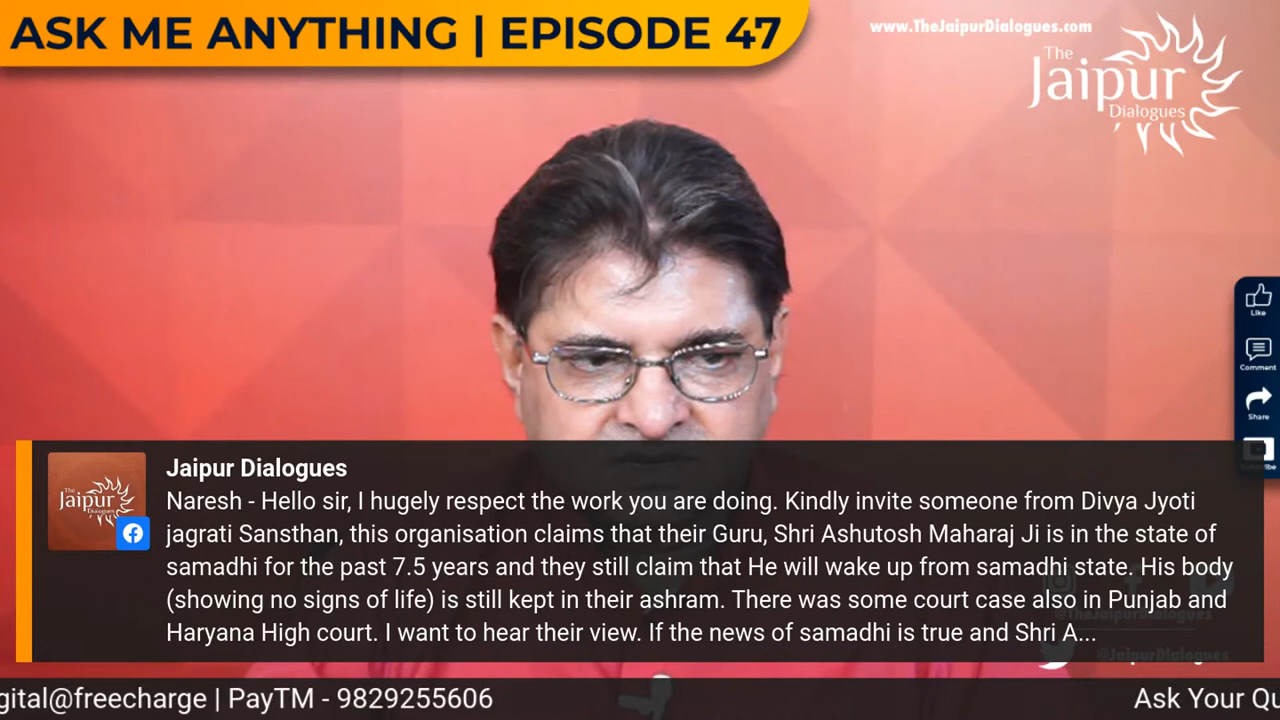 ASK ME ANYTHING | EPISODE 47
www.TheJaipurDialogues.com
The
Jaipur
Dialogues
Like
Comment
Share
Jaipur Dialogues
The
Jaipur
Dialogues
Naresh - Hello sir, I hugely respect the work you are doing. Kindly invite someone from Divya Jyoti
jagrati Sansthan, this organisation claims that their Guru, Shri Ashutosh Maharaj Ji is in the state of
samadhi for the past 7.5 years and they still claim that He will wake up from samadhi state. His body
(showing no signs of life) is still kept in their ashram. There was some court case also in Punjab and
Haryana High court. I want to hear their view. If the news of samadhi is true and Shri A...
@JaipurDialogues
gital@freecharge | PayTM - 9829255606
Ask Your Qu